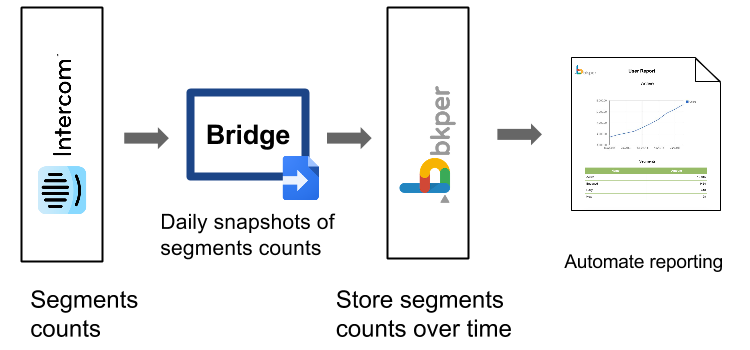 Intercom
Bridge
Daily snapshots of
segments counts
bkper
bkper
User Report
Automate reporting
Segments
counts
Store segments
counts over time